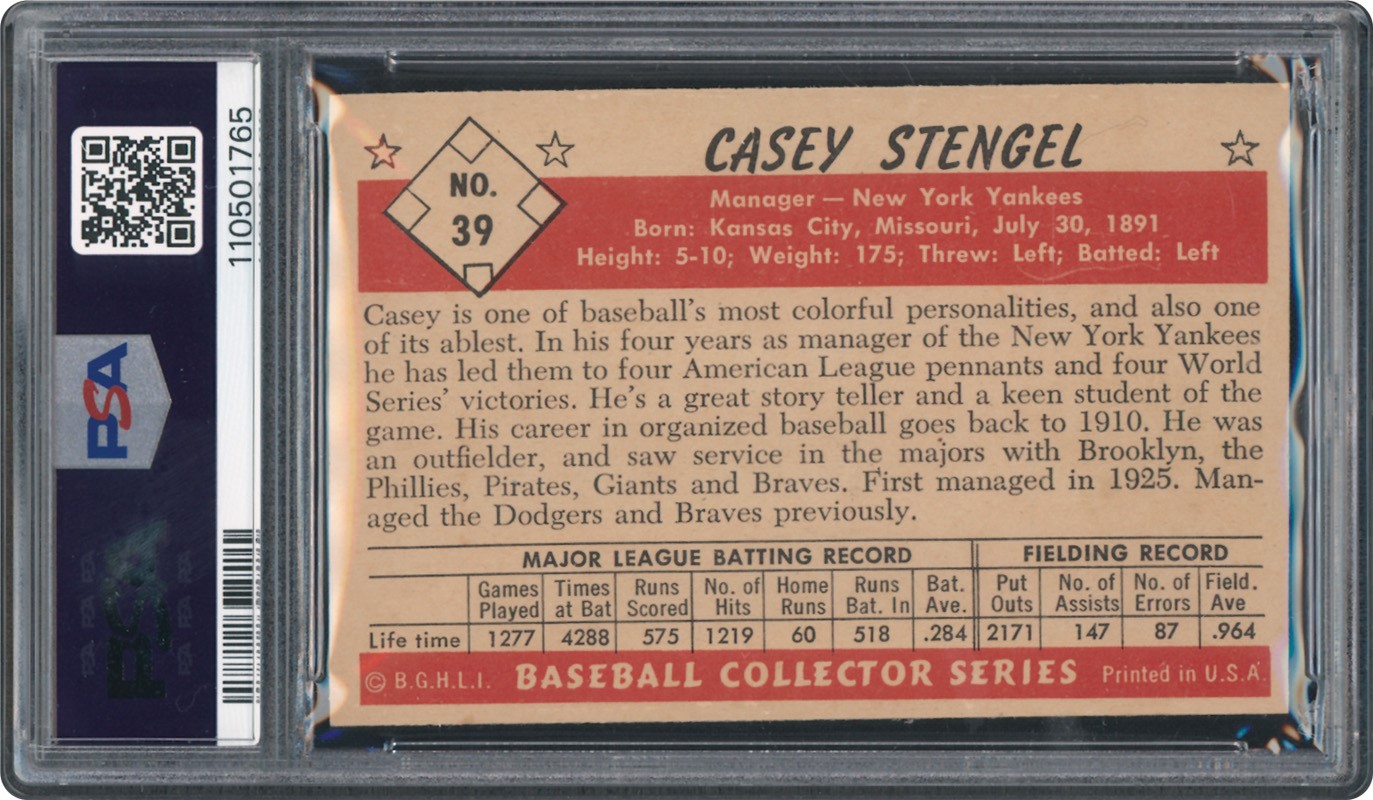 110501765
PSA
CASEY STENGEL
NO.
39
Manager — New York Yankees
Born: Kansas City, Missouri, July 30, 1891
Height: 5-10; Weight: 175; Threw: Left; Batted: Left
Casey is one of baseball's most colorful personalities, and also one
of its ablest. In his four years as manager of the New York Yankees
he has led them to four American League pennants and four World
Series' victories. He's a great story teller and a keen student of the
game. His career in organized baseball goes back to 1910. He was
an outfielder, and saw service in the majors with Brooklyn, the
Phillies, Pirates, Giants and Braves. First managed in 1925. Man-
aged the Dodgers and Braves previously.
MAJOR LEAGUE BATTING RECORD FIELDING RECORD
Games Times Runs No. of Home Runs Bat. Put No. of No. of Field.
Played at Bat Scored Hits Runs Bat. In Ave. Outs Assists Errors Ave
Life time 1277 4288 575 1219 60 518 .284 2171 147 87 .964
© B.G.H.L.I. BASEBALL COLLECTOR SERIES Printed in U.S.A
PSA
PSA PSA PSA
PSA PSA PSA